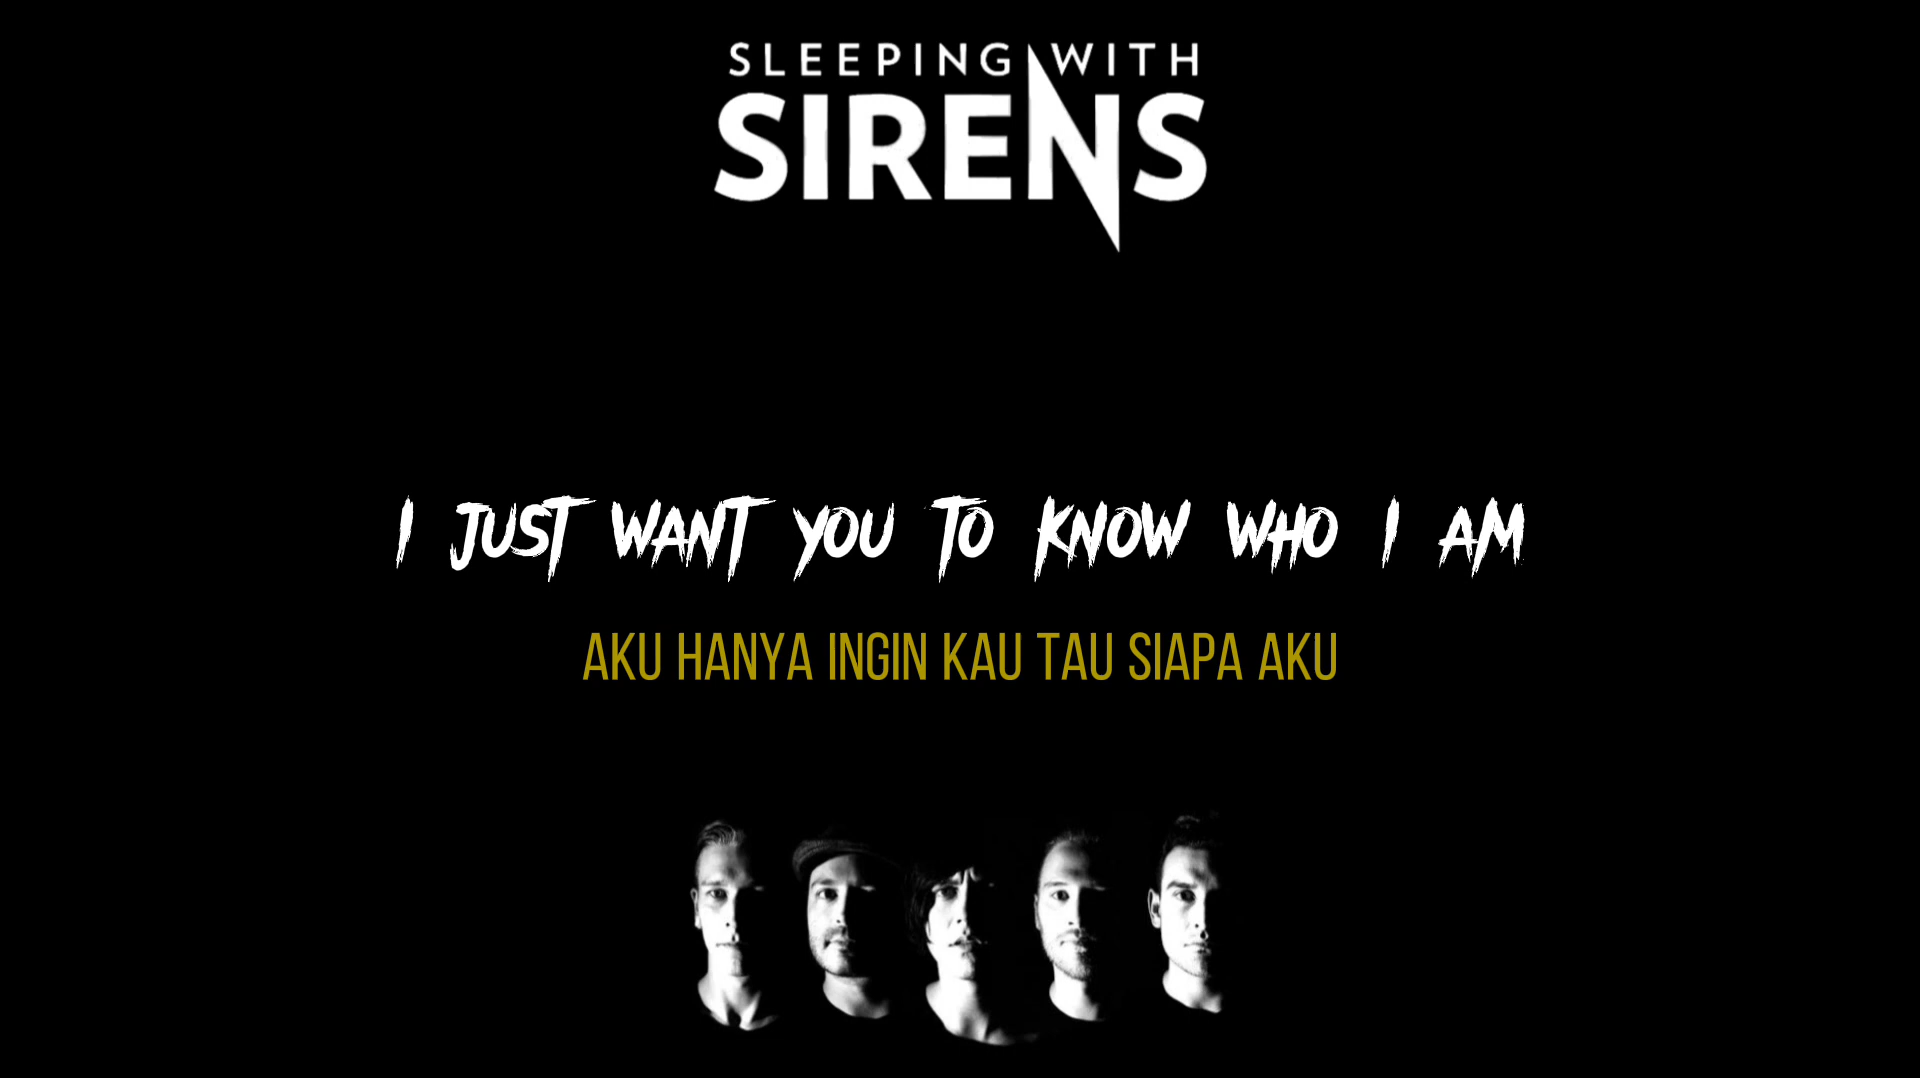 SLEEPING WITH
SIRENS
I JUST WANT YOU TO KNOW WHO I AM
AKU HANYA INGIN KAU TAU SIAPA AKU